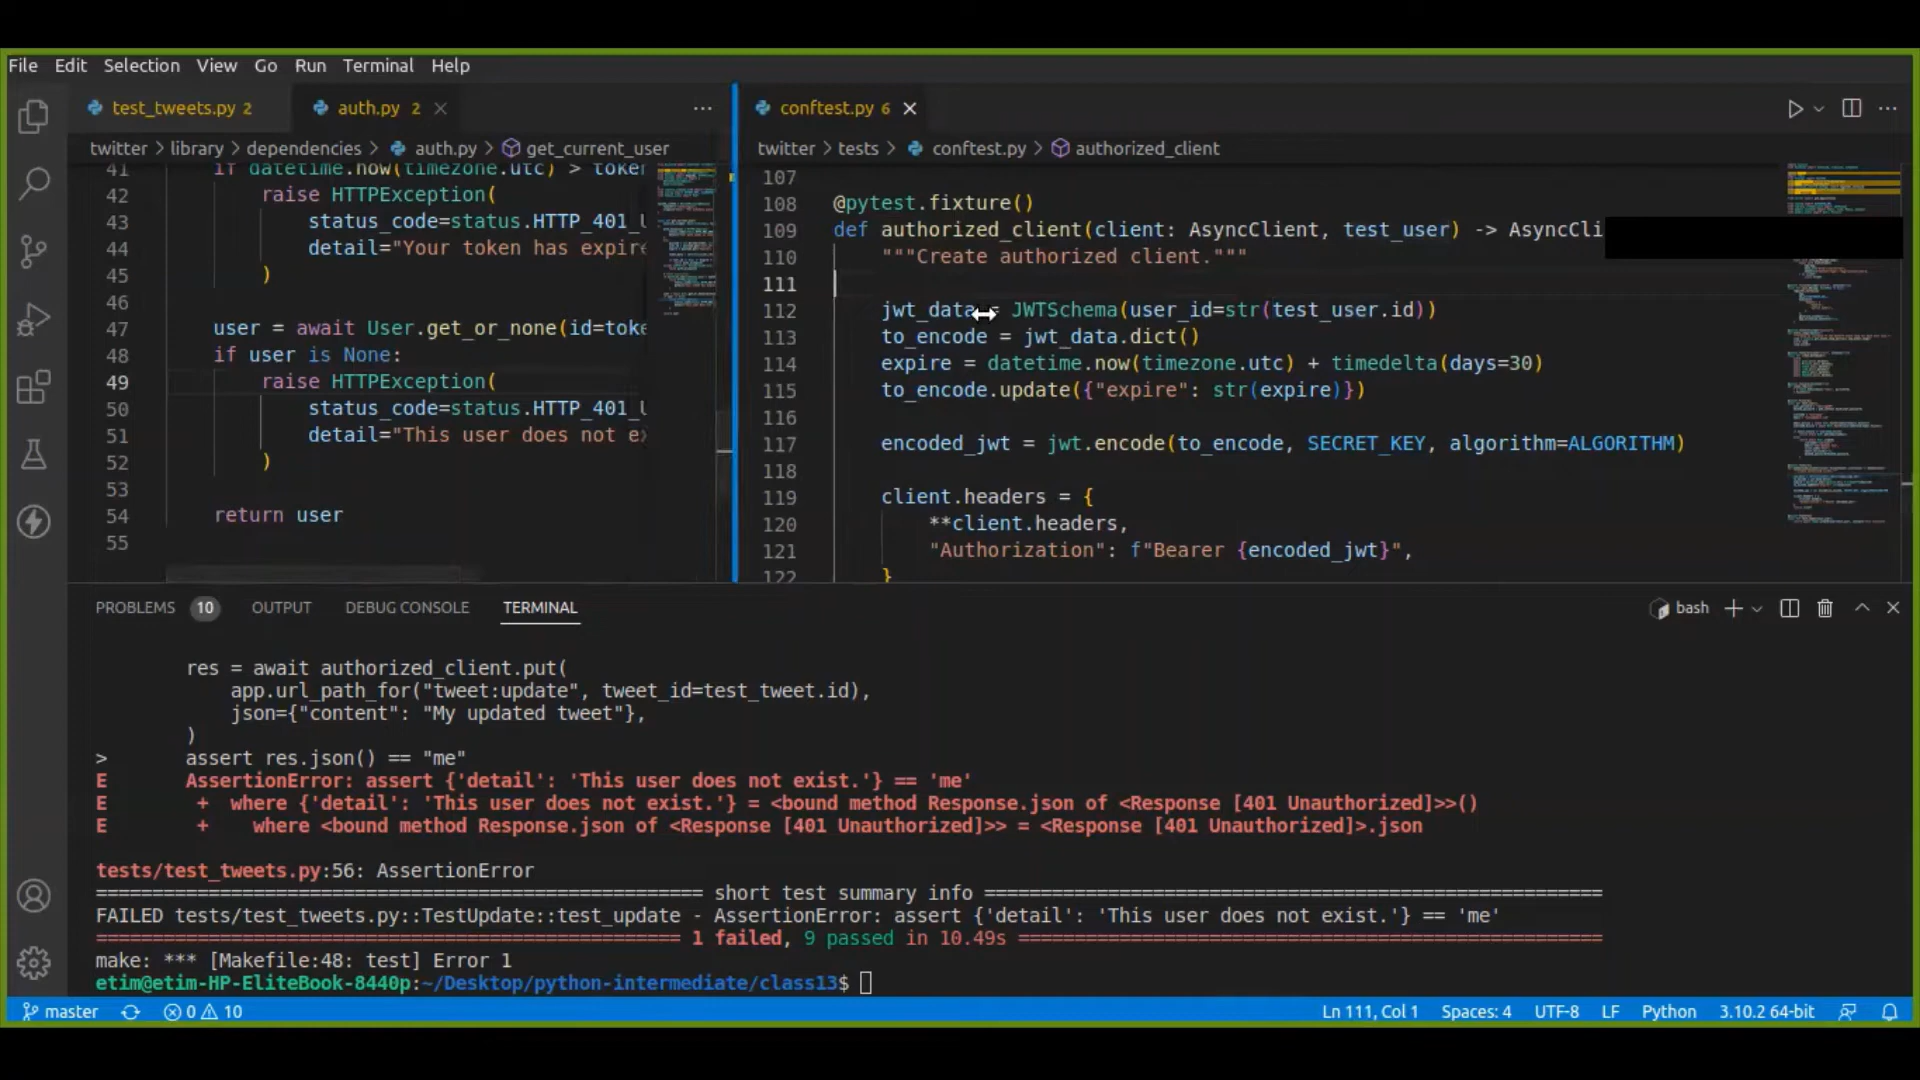 File Edit Selection View Go Run Terminal Help
test_tweets.py 2
auth.py 2
conftest.py 6
twitter > library > dependencies > auth.py > get_current_user
41 if datetime.now(timezone.utc) > toker
42 raise HTTPException(
43 status_code=status.HTTP_401_U
44 detail="Your token has expire
45 )
46
47 user = await User.get_or_none(id=toke
48 if user is None:
49 raise HTTPException(
50 status_code=status.HTTP_401_U
51 detail="This user does not ex
52 )
53
54 return user
55
twitter > tests > conftest.py > authorized_client
107
108 @pytest.fixture()
109 def authorized_client(client: AsyncClient, test_user) -> AsyncCli
110 """Create authorized client."""
111
112 jwt_data = JWTSchema(user_id=str(test_user.id))
113 to_encode = jwt_data.dict()
114 expire = datetime.now(timezone.utc) + timedelta(days=30)
115 to_encode.update({"expire": str(expire)})
116
117 encoded_jwt = jwt.encode(to_encode, SECRET_KEY, algorithm=ALGORITHM)
118
119 client.headers = {
120 **client.headers,
121 "Authorization": f"Bearer {encoded_jwt}",
122 }
PROBLEMS 10 OUTPUT DEBUG CONSOLE TERMINAL
bash
res = await authorized_client.put(
app.url_path_for("tweet:update", tweet_id=test_tweet.id),
json={"content": "My updated tweet"},
)
> assert res.json() == "me"
E AssertionError: assert {'detail': 'This user does not exist.'} == 'me'
E + where {'detail': 'This user does not exist.'} = <bound method Response.json of <Response [401 Unauthorized]>>()
E + where <bound method Response.json of <Response [401 Unauthorized]>> = <Response [401 Unauthorized]>.json
tests/test_tweets.py:56: AssertionError
=================================================== short test summary info ====================================================
FAILED tests/test_tweets.py::TestUpdate::test_update - AssertionError: assert {'detail': 'This user does not exist.'} == 'me'
================================================= 1 failed, 9 passed in 10.49s =================================================
make: *** [Makefile:48: test] Error 1
etim@etim-HP-EliteBook-8440p:~/Desktop/python-intermediate/class13$
master 0 10
Ln 111, Col 1 Spaces: 4 UTF-8 LF Python 3.10.2 64-bit